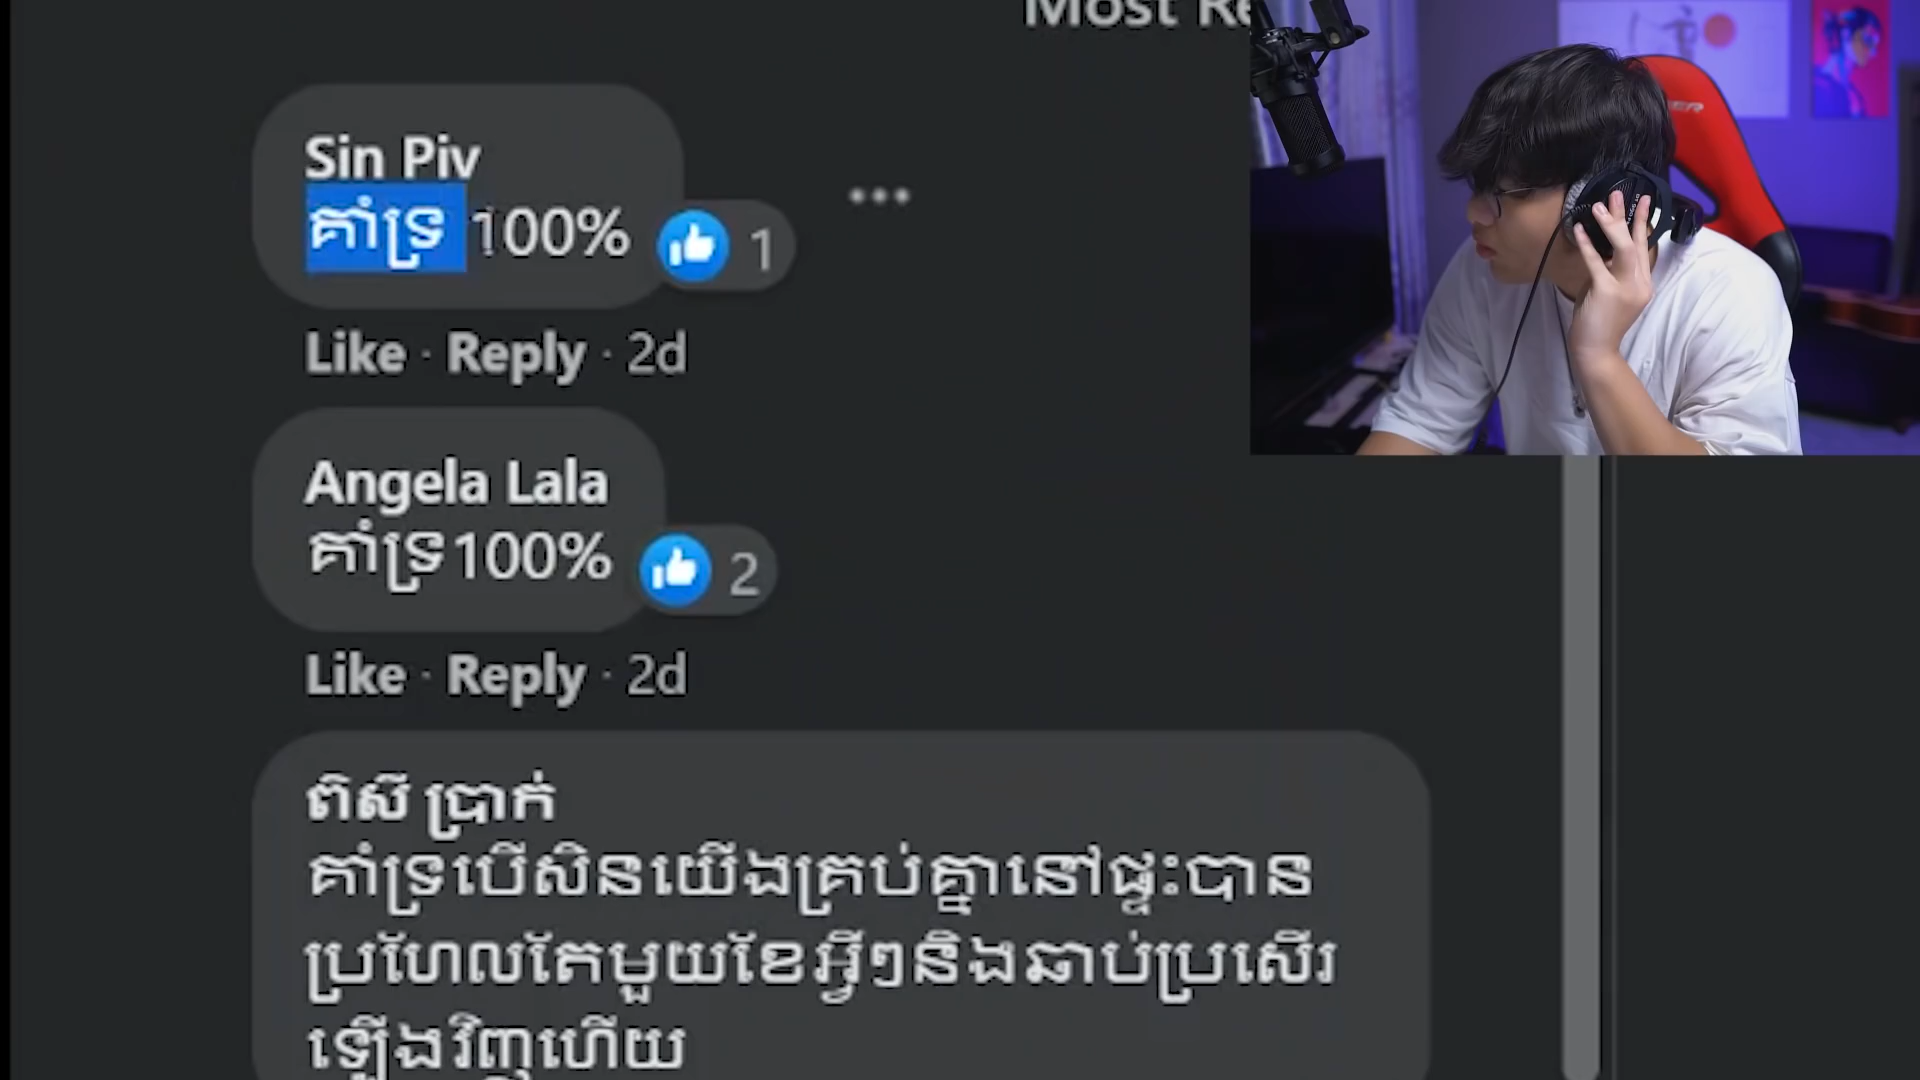 Most Re
Sin Piv
គាំទ្រ 100%
1
Like · Reply · 2d
Angela Lala
គាំទ្រ100%
2
Like · Reply · 2d
ពិសី ប្រាក់
គាំទ្របើសិនយើងគ្រប់គ្នានៅផ្ទះបាន
ប្រហែលតែមួយខែអ្វីៗនិងឆាប់ប្រសើរ
ឡើងវិញហើយ